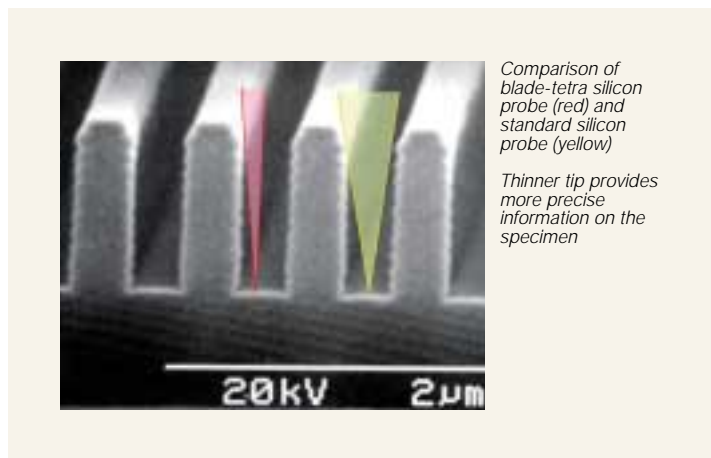 Comparison of
blade-tetra silicon
probe (red) and
standard silicon
probe (yellow)
Thinner tip provides
more precise
information on the
specimen
20kV 2µm